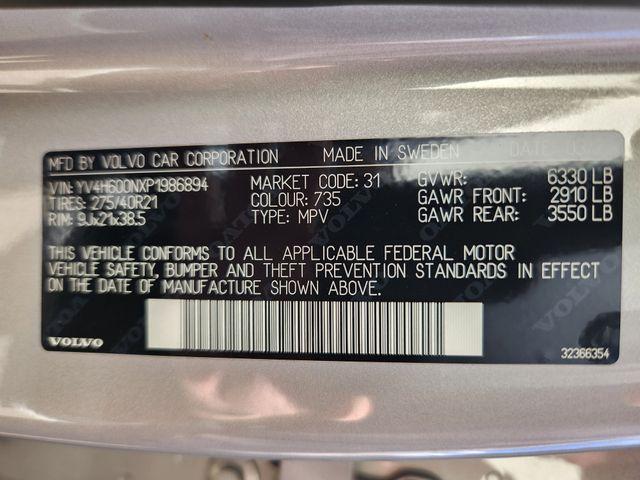 MFD BY VOLVO CAR CORPORATION MADE IN SWEDEN DATE:
VIN: YV4H600NXP1986894 MARKET CODE: 31 GVWR: 6330 LB
TIRES: 275/40R21 COLOUR: 735 GAWR FRONT: 2910 LB
RIM: 9Jx21x38.5 TYPE: MPV GAWR REAR: 3550 LB
THIS VEHICLE CONFORMS TO ALL APPLICABLE FEDERAL MOTOR
VEHICLE SAFETY, BUMPER AND THEFT PREVENTION STANDARDS IN EFFECT
ON THE DATE OF MANUFACTURE SHOWN ABOVE.
VOLVO
32366354